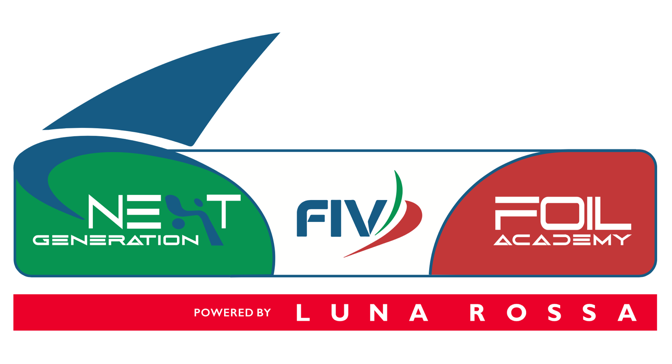 NEXT
GENERATION
FIV
FOIL
ACADEMY
POWERED BY LUNA ROSSA